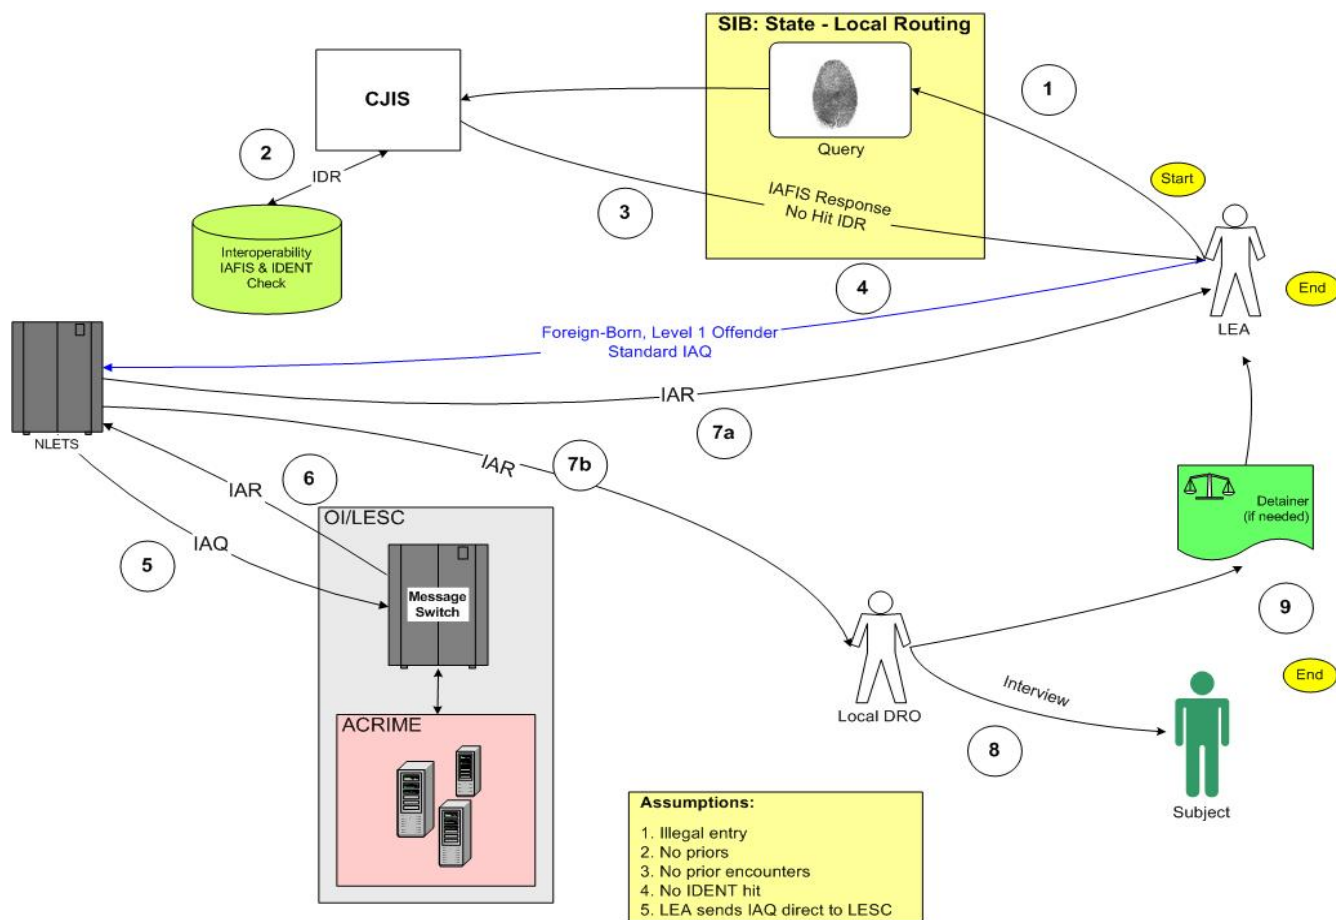 SIB: State - Local Routing
CJIS
1
Query
2
IDR
Start
3
IAFIS Response
No Hit IDR
Interoperability
IAFIS & IDENT
Check
4
End
LEA
Foreign-Born, Level 1 Offender
Standard IAQ
IAR
NLETS
7a
7b
IAR
6
IAR
Detainer
(if needed)
OI/LESC
IAQ
5
Message
Switch
9
Local DRO
Interview
End
8
ACRIME
Subject
Assumptions:
1. Illegal entry
2. No priors
3. No prior encounters
4. No IDENT hit
5. LEA sends IAQ direct to LESC